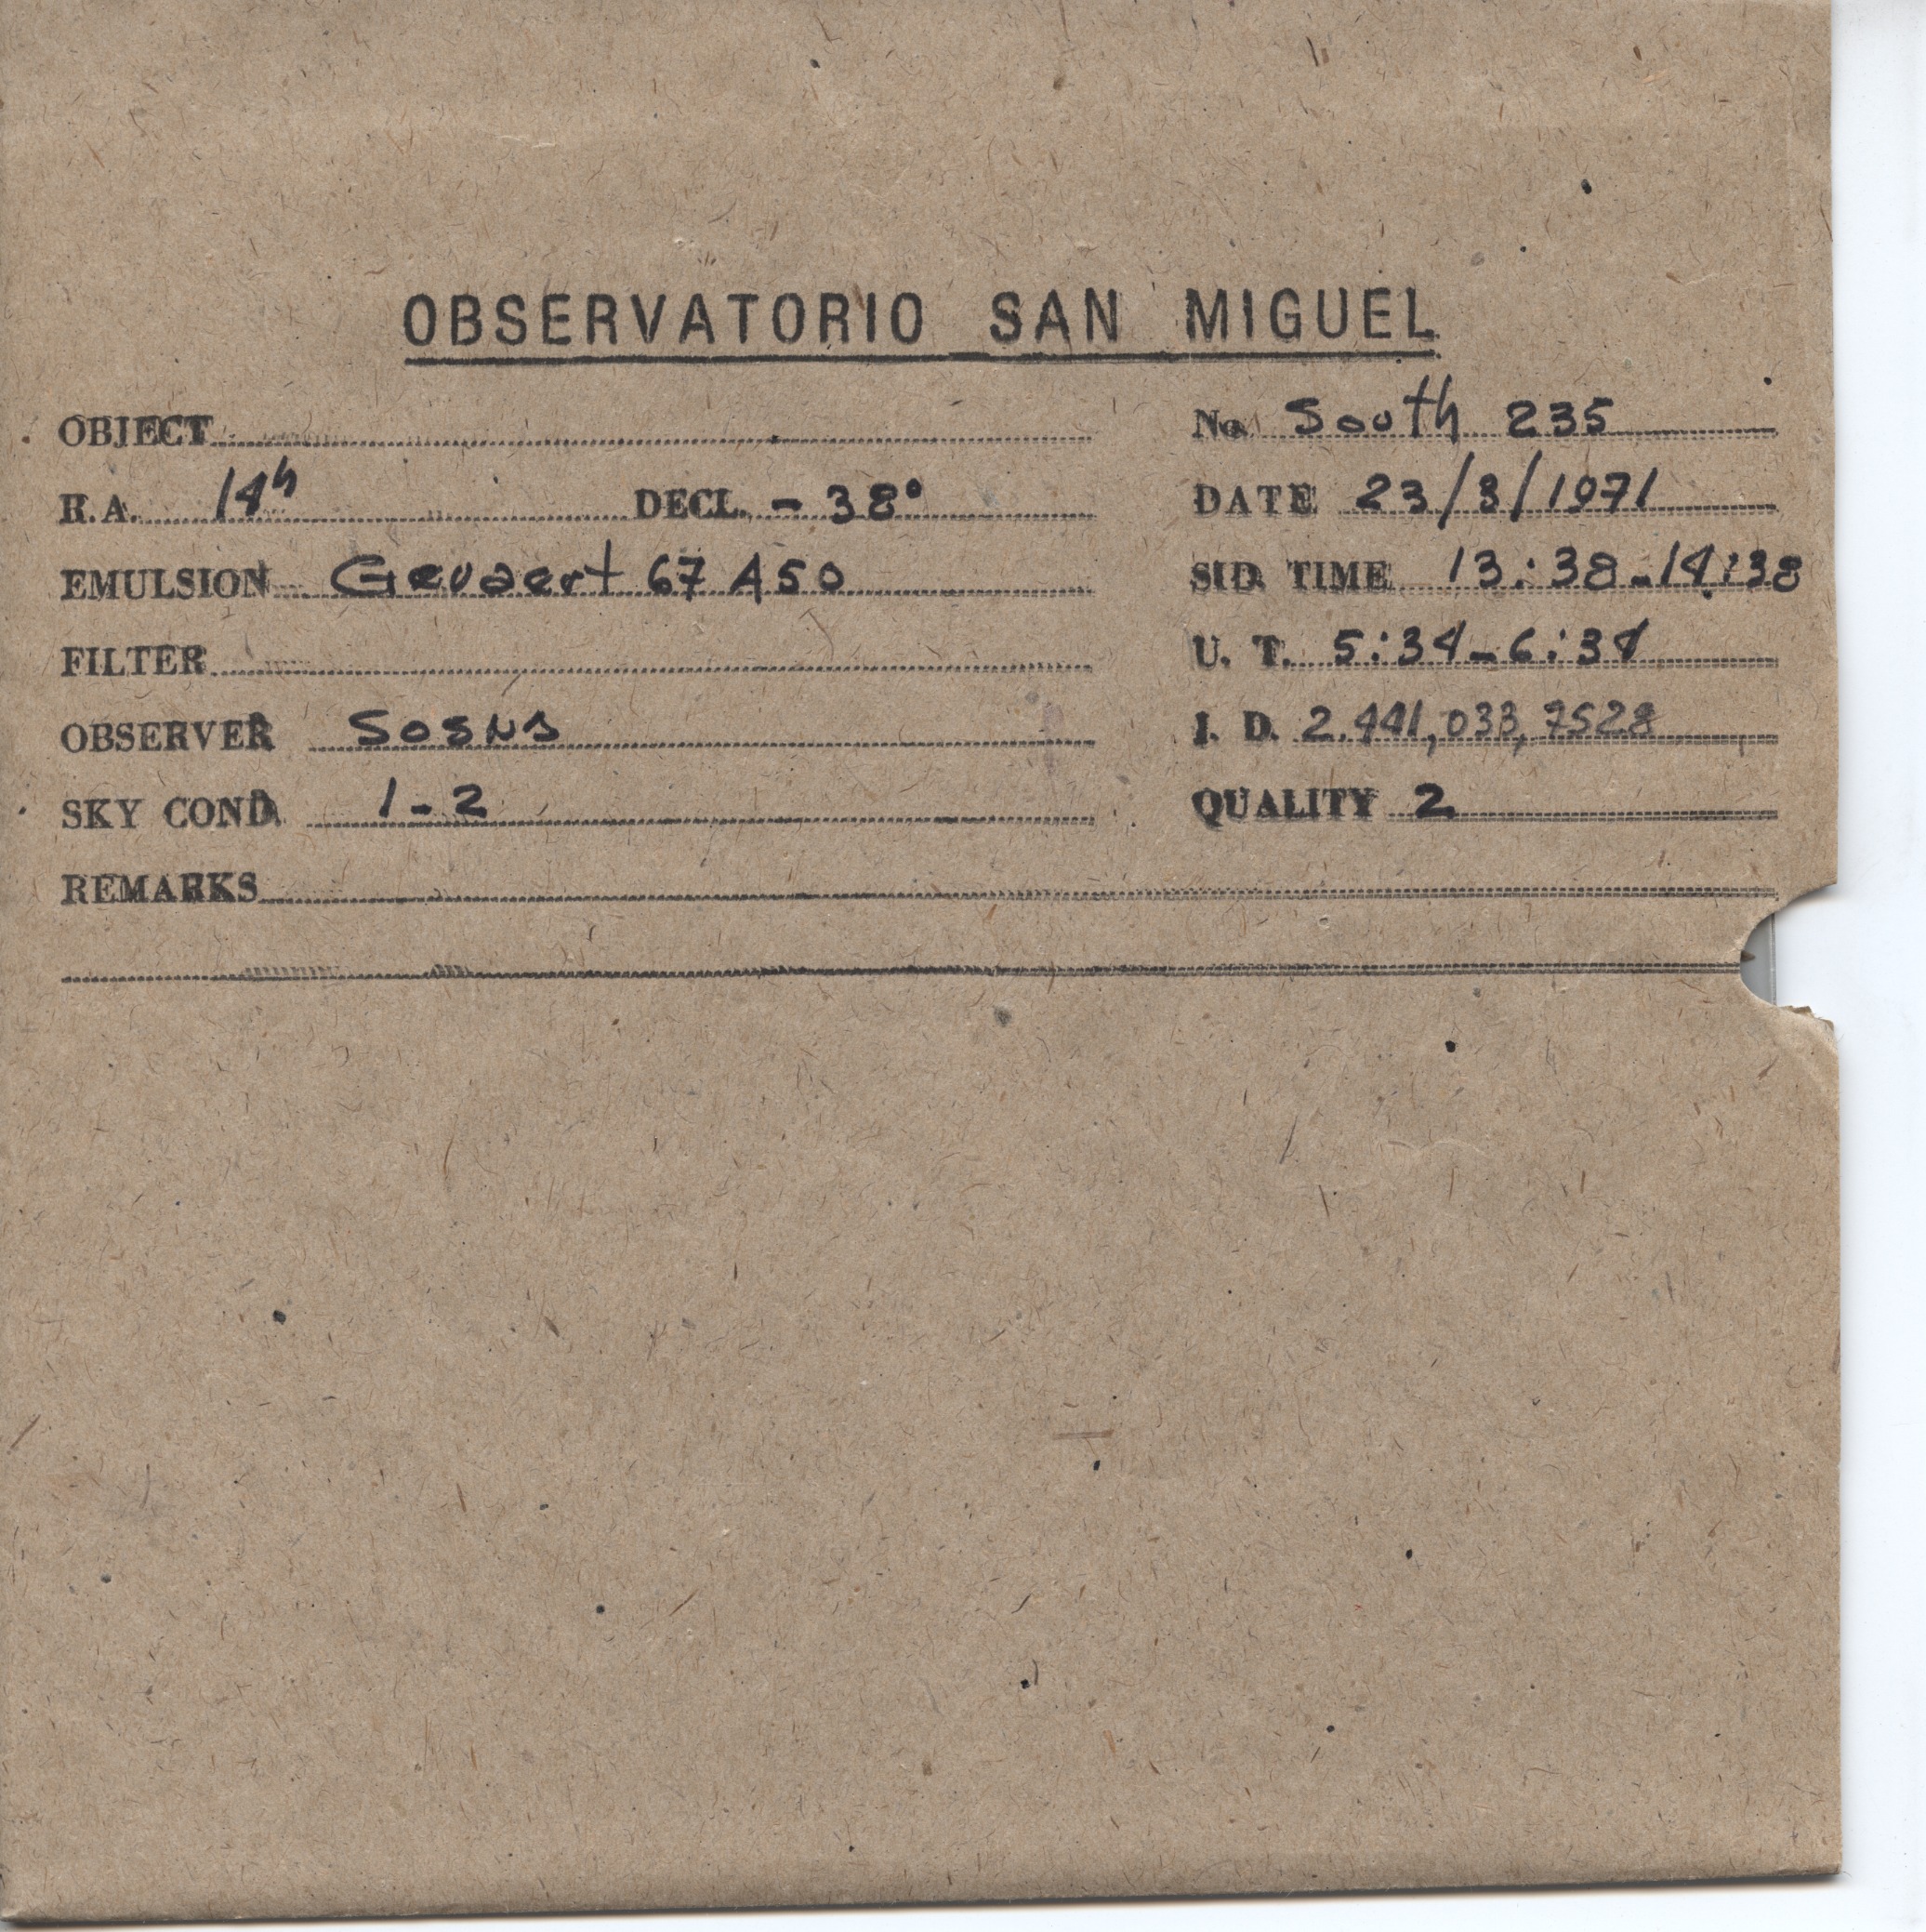 OBSERVATORIO SAN MIGUEL
OBJECT
No. South 235
R.A. 14h DECL. -38°
DATE 23/3/1971
EMULSION Gevaert 67 A50
SID. TIME 13:38-14:38
FILTER
U. T. 5:34-6:34
OBSERVER Sosus
J. D. 2.441,033,7528
SKY COND. 1-2
QUALITY 2
REMARKS